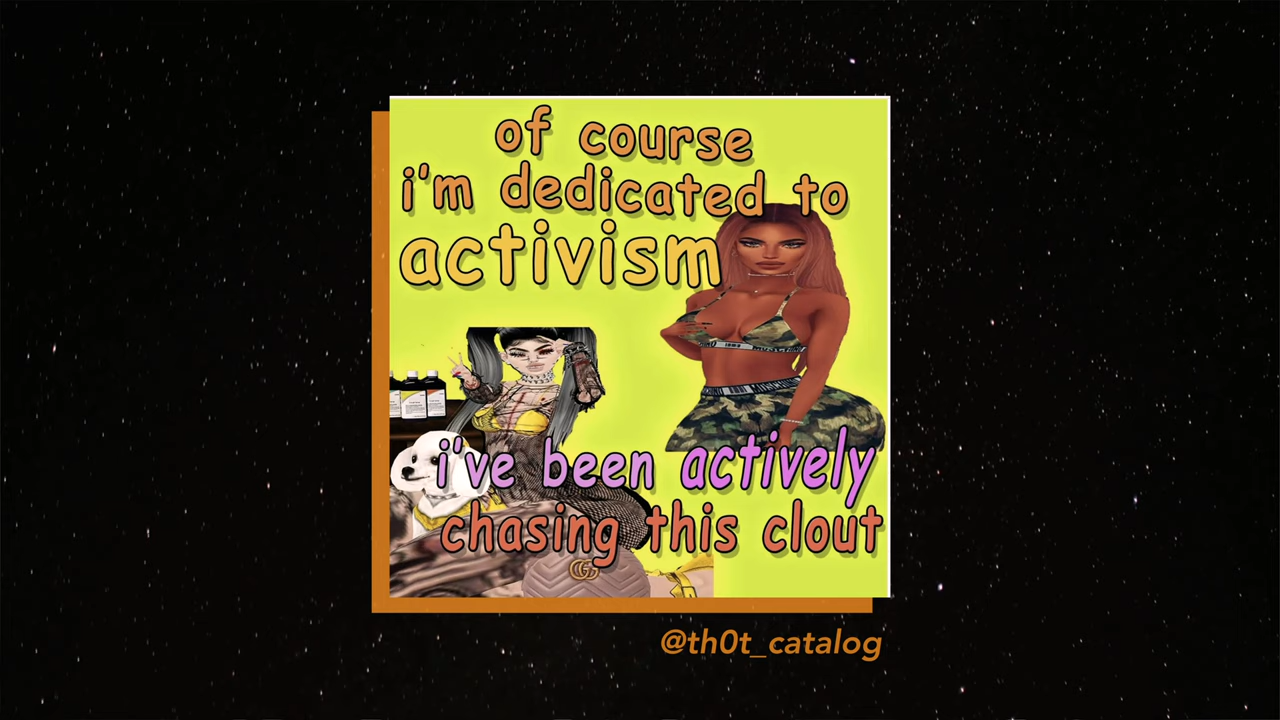 of course
i'm dedicated to
activism
i've been actively
chasing this clout
@th0t_catalog